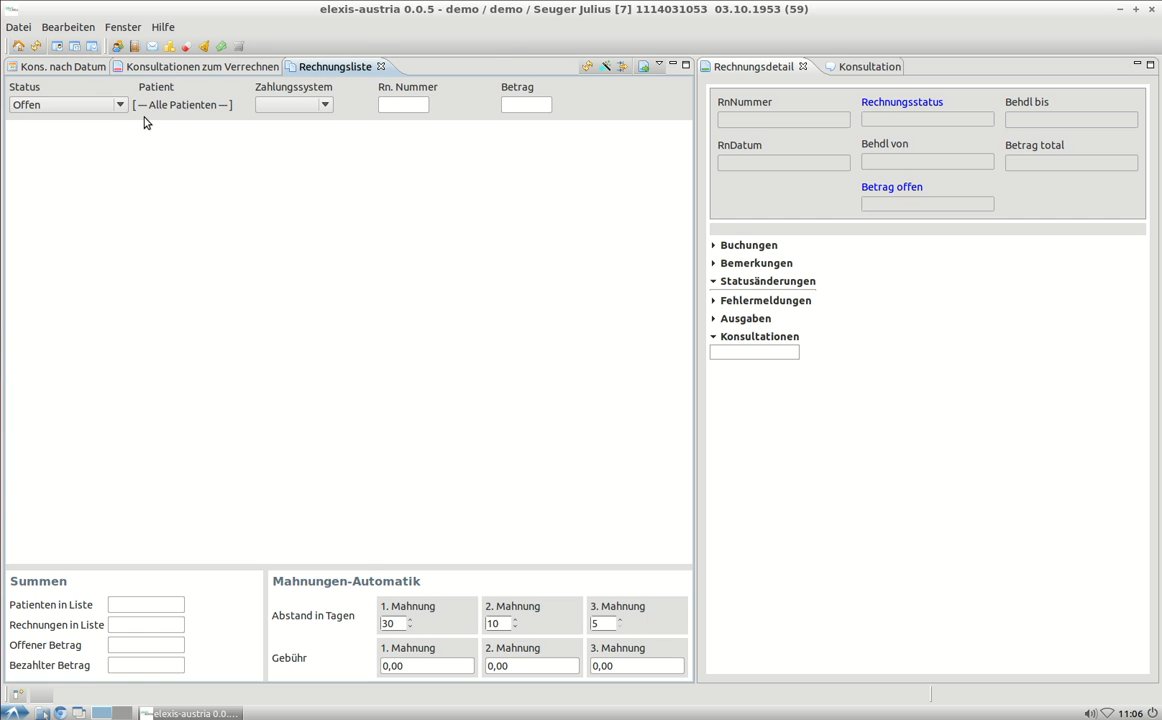 elexis-austria 0.0.5 - demo / demo / Seuger Julius [7] 1114031053 03.10.1953 (59)
Datei Bearbeiten Fenster Hilfe
Kons. nach Datum Konsultationen zum Verrechnen Rechnungsliste
Status Patient Zahlungssystem Rn. Nummer Betrag
Offen [ — Alle Patienten — ]
Summen
Patienten in Liste
Rechnungen in Liste
Offener Betrag
Bezahlter Betrag
Mahnungen-Automatik
Abstand in Tagen
1. Mahnung 2. Mahnung 3. Mahnung
30 10 5
Gebühr
1. Mahnung 2. Mahnung 3. Mahnung
0,00 0,00 0,00
Rechnungsdetail Konsultation
RnNummer Rechnungsstatus Behdl bis
RnDatum Behdl von Betrag total
Betrag offen
Buchungen
Bemerkungen
Statusänderungen
Fehlermeldungen
Ausgaben
Konsultationen
elexis-austria 0.0....
11:06